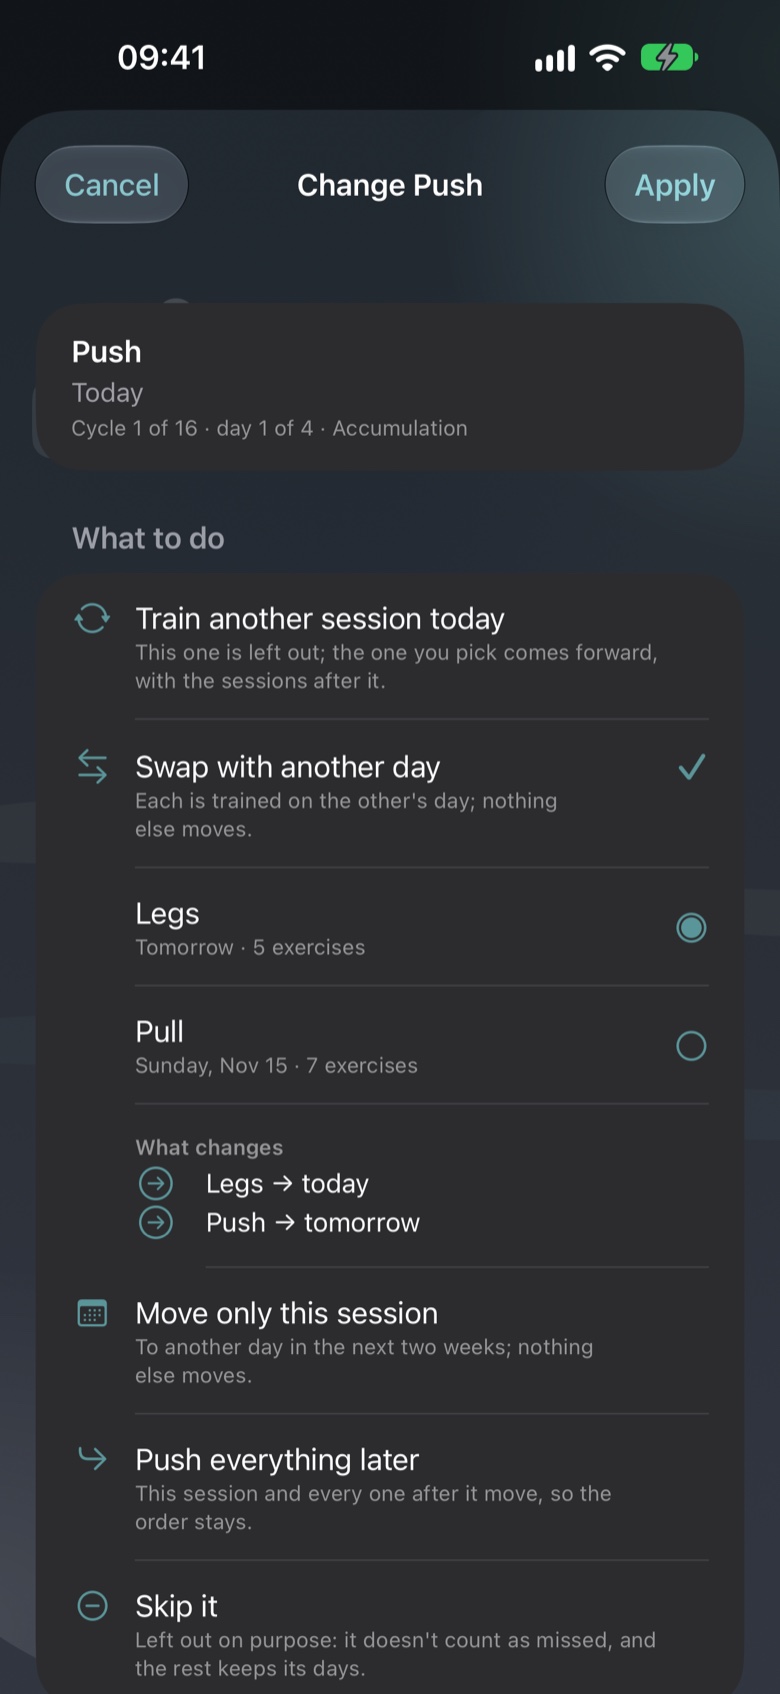 09:41
Cancel
Change Push
Apply
Push
Today
Cycle 1 of 16 · day 1 of 4 · Accumulation
What to do
Train another session today
This one is left out; the one you pick comes forward,
with the sessions after it.
Swap with another day
Each is trained on the other's day; nothing
else moves.
Legs
Tomorrow · 5 exercises
Pull
Sunday, Nov 15 · 7 exercises
What changes
Legs → today
Push → tomorrow
Move only this session
To another day in the next two weeks; nothing
else moves.
Push everything later
This session and every one after it move, so the
order stays.
Skip it
Left out on purpose: it doesn't count as missed, and
the rest keeps its days.